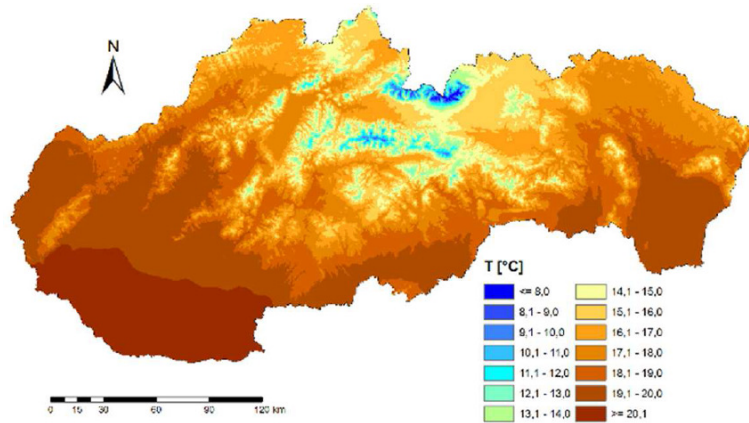 N
T [°C]
<= 8,0
8,1 - 9,0
9,1 - 10,0
10,1 - 11,0
11,1 - 12,0
12,1 - 13,0
13,1 - 14,0
14,1 - 15,0
15,1 - 16,0
16,1 - 17,0
17,1 - 18,0
18,1 - 19,0
19,1 - 20,0
>= 20,1
0 15 30 60 90 120 km